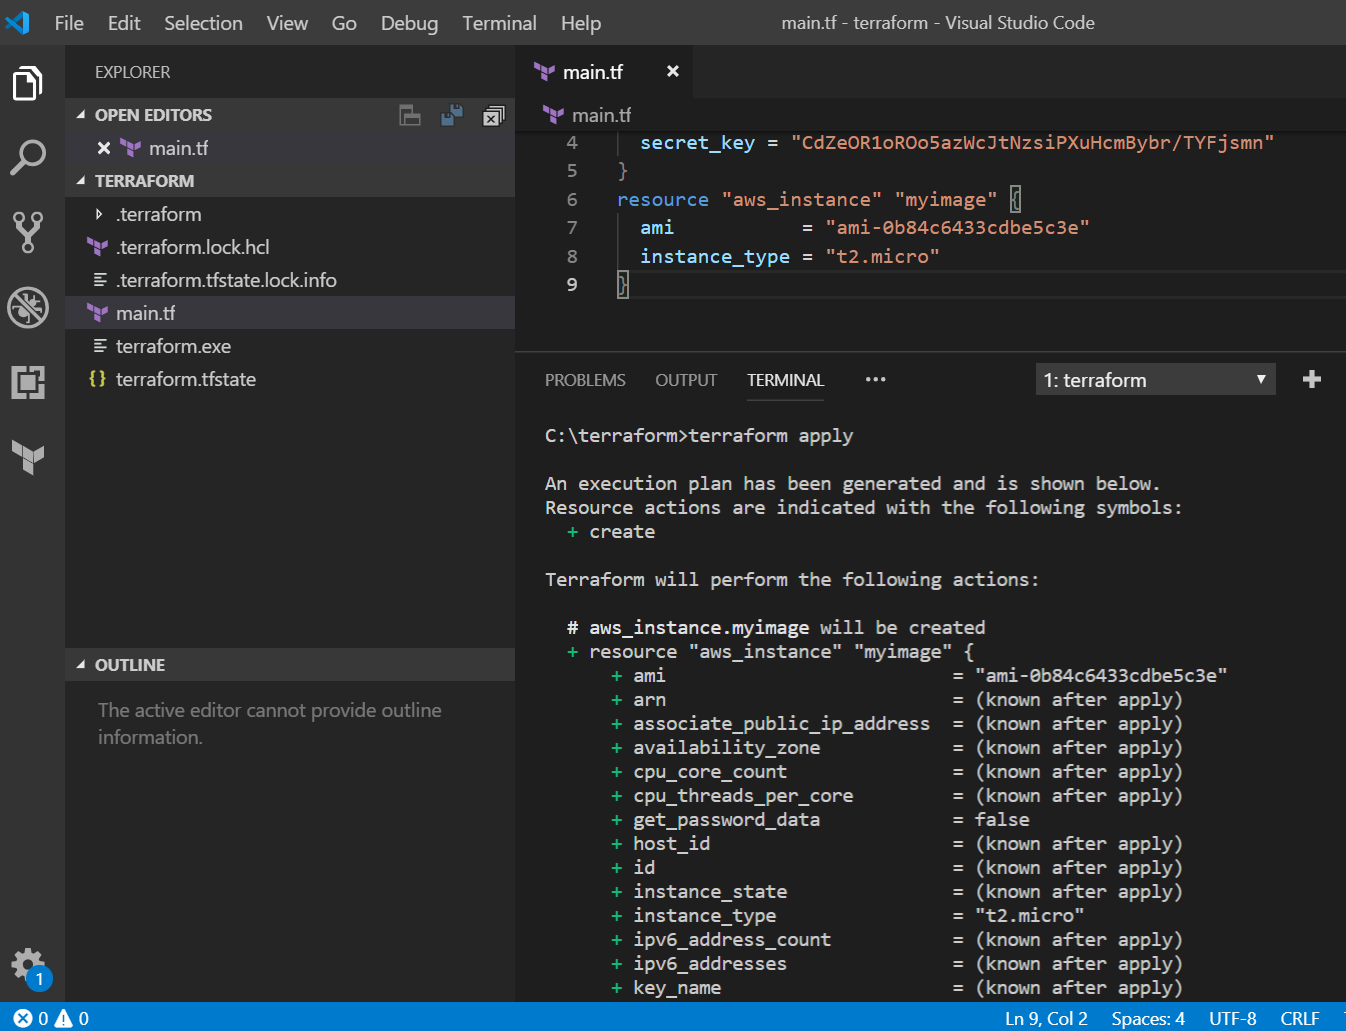 File Edit Selection View Go Debug Terminal Help
main.tf - terraform - Visual Studio Code
EXPLORER
OPEN EDITORS
main.tf
TERRAFORM
.terraform
.terraform.lock.hcl
.terraform.tfstate.lock.info
main.tf
terraform.exe
terraform.tfstate
OUTLINE
The active editor cannot provide outline
information.
1
main.tf
main.tf
4 secret_key = "CdZeOR1oROo5azWcJtNzsiPXuHcmBybr/TYFjsmn"
5 }
6 resource "aws_instance" "myimage" {
7 ami = "ami-0b84c6433cdbe5c3e"
8 instance_type = "t2.micro"
9 }
PROBLEMS OUTPUT TERMINAL ••• 1: terraform
C:\terraform>terraform apply
An execution plan has been generated and is shown below.
Resource actions are indicated with the following symbols:
+ create
Terraform will perform the following actions:
# aws_instance.myimage will be created
+ resource "aws_instance" "myimage" {
+ ami = "ami-0b84c6433cdbe5c3e"
+ arn = (known after apply)
+ associate_public_ip_address = (known after apply)
+ availability_zone = (known after apply)
+ cpu_core_count = (known after apply)
+ cpu_threads_per_core = (known after apply)
+ get_password_data = false
+ host_id = (known after apply)
+ id = (known after apply)
+ instance_state = (known after apply)
+ instance_type = "t2.micro"
+ ipv6_address_count = (known after apply)
+ ipv6_addresses = (known after apply)
+ key_name = (known after apply)
0 0 Ln 9, Col 2 Spaces: 4 UTF-8 CRLF